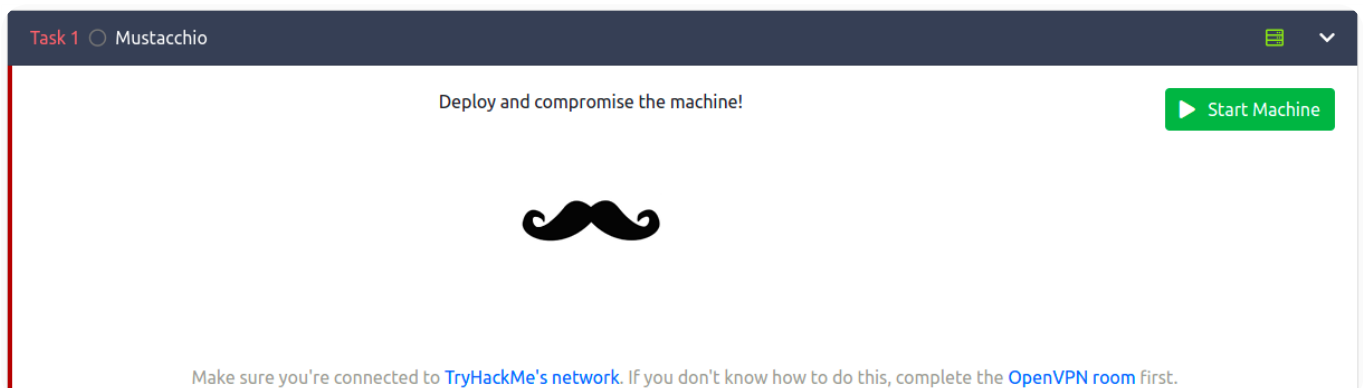 Task 1 Mustacchio
Deploy and compromise the machine!
Start Machine
Make sure you're connected to TryHackMe's network. If you don't know how to do this, complete the OpenVPN room first.